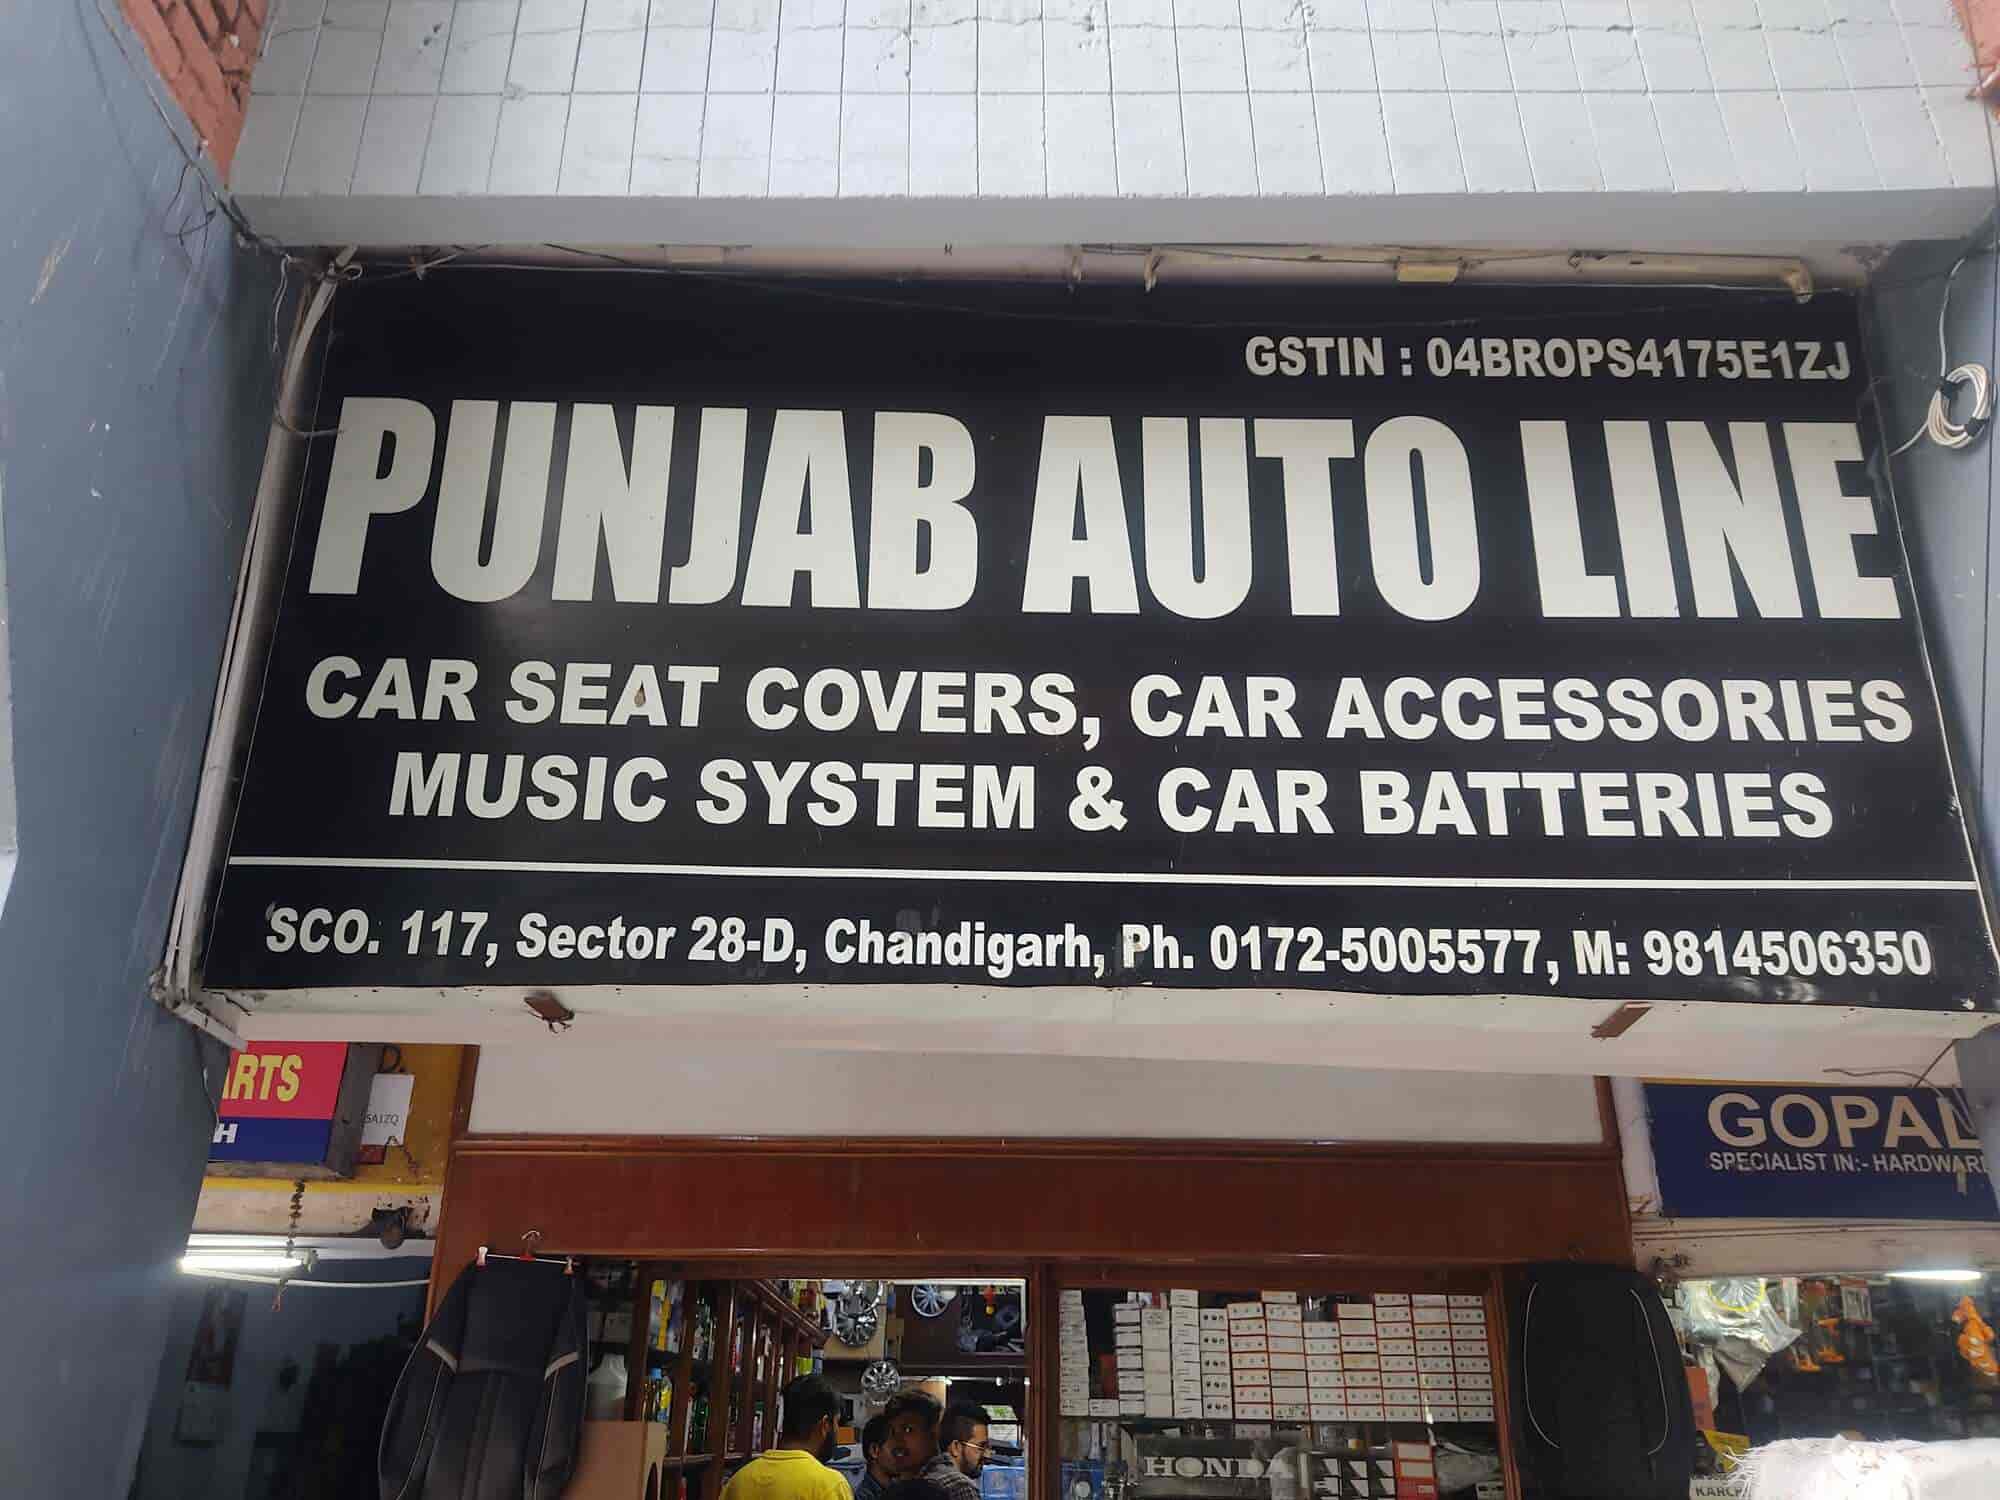 GSTIN : 04BROPS4175E1ZJ
PUNJAB AUTO LINE
CAR SEAT COVERS, CAR ACCESSORIES
MUSIC SYSTEM & CAR BATTERIES
SCO. 117, Sector 28-D, Chandigarh, Ph. 0172-5005577, M: 9814506350
ARTS
H
5A1ZQ
GOPAL
SPECIALIST IN:- HARDWARE
HONDA